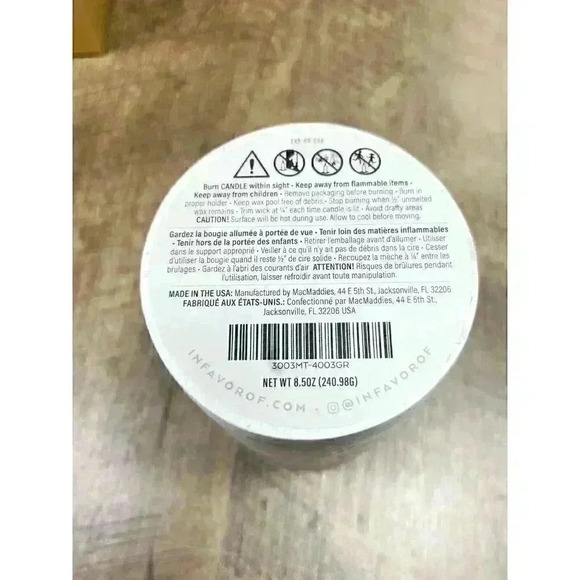 Burn CANDLE within sight • Keep away from flammable items •
Keep away from children • Remove packaging before burning • Burn in
proper holder • Keep wax pool free of debris • Stop burning when ½" unmelted
wax remains • Trim wick at ¼" each time candle is lit • Avoid drafty areas
CAUTION! Surface will be hot during use. Allow to cool before moving.
Gardez la bougie allumée à portée de vue • Tenir loin des matières inflammables
• Tenir hors de la portée des enfants • Retirer l'emballage avant d'allumer • Utiliser
dans le support approprié • Veiller à ce qu'il n'y ait pas de débris dans la cire • Cesser
d'utiliser la bougie quand il reste ½" de cire solide • Recoupez la mèche à ¼" entre les
brulages • Gardez à l'abri des courants d'air ATTENTION! Risques de brûlures pendant
l'utilisation, laisser refroidir avant toute manipulation.
MADE IN THE USA: Manufactured by MacMaddies, 44 E 5th St., Jacksonville, FL 32206
FABRIQUÉ AUX ÉTATS-UNIS.: Confectionné par MacMaddies, 44 E 5th St.,
Jacksonville, FL 32206 USA
3003MT-4003GR
NET WT 8.5OZ (240.98G)
INFAVOROF.COM • @INFAVOROF